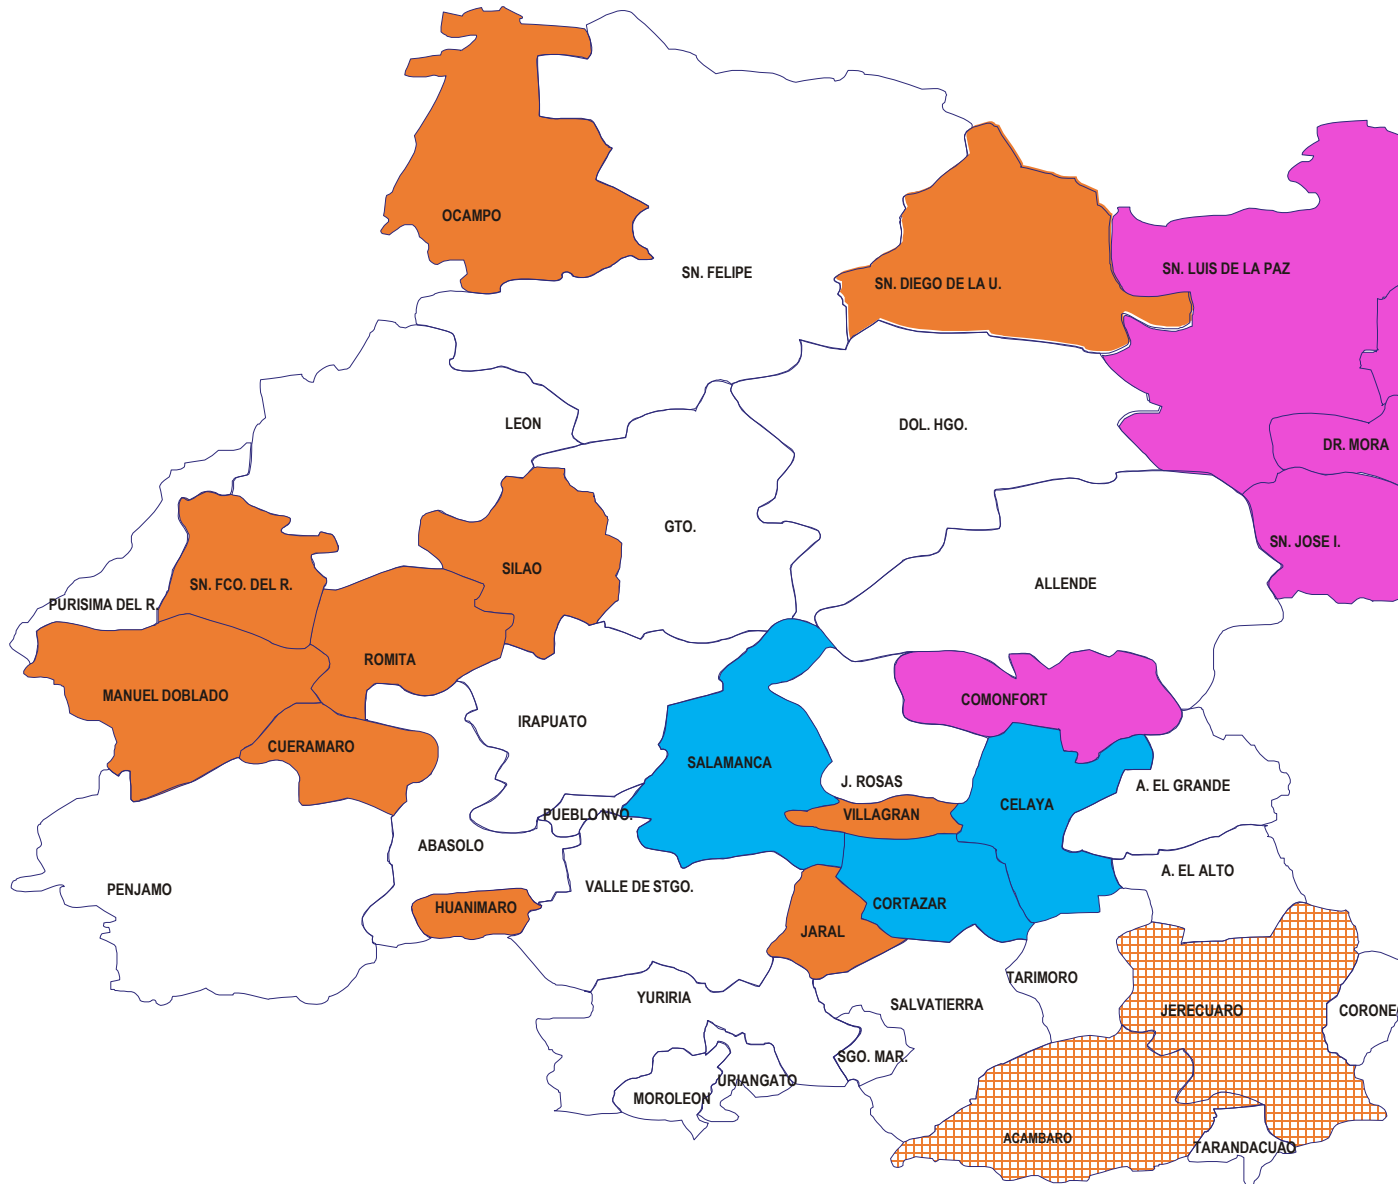 OCAMPO
SN. FELIPE
SN. LUIS DE LA PAZ
SN. DIEGO DE LA U.
LEON
DOL. HGO.
DR. MORA
GTO.
SN. JOSE I.
SILAO
SN. FCO. DEL R.
ALLENDE
PURISIMA DEL R.
ROMITA
MANUEL DOBLADO
COMONFORT
IRAPUATO
CUERAMARO
SALAMANCA
J. ROSAS
A. EL GRANDE
CELAYA
PUEBLO NVO.
VILLAGRAN
ABASOLO
A. EL ALTO
PENJAMO
VALLE DE STGO.
HUANIMARO
CORTAZAR
JARAL
TARIMORO
YURIRIA
SALVATIERRA
JERECUARO
CORONE
SGO. MAR.
URIANGATO
MOROLEON
ACAMBARO
TARANDACUAO